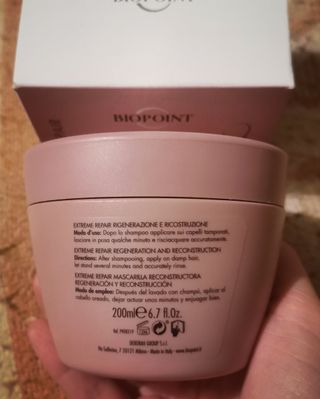 BIOPOINT
BIOPOINT
EXTREME REPAIR RIGENERAZIONE E RICOSTRUZIONE
Modo d'uso: Dopo lo shampoo applicare sui capelli tamponati,
lasciare in posa qualche minuto e risciacquare accuratamente.
EXTREME REPAIR REGENERATION AND RECONSTRUCTION
Directions: After shampooing, apply on damp hair,
let stand several minutes and accurately rinse.
EXTREME REPAIR MASCARILLA RECONSTRUCTORA
REGENERACIÓN Y RECONSTRUCCIÓN
Modo de empleo: Después del lavado con champú, aplicar al
cabello oreado, dejar actuar unos minutos y enjuagar bien.
200ml e 6.7 fl.oz.
DEBORAH GROUP S.r.l.
Via Solferino, 7 20121 Milano - Made in Italy - www.biopoint.it